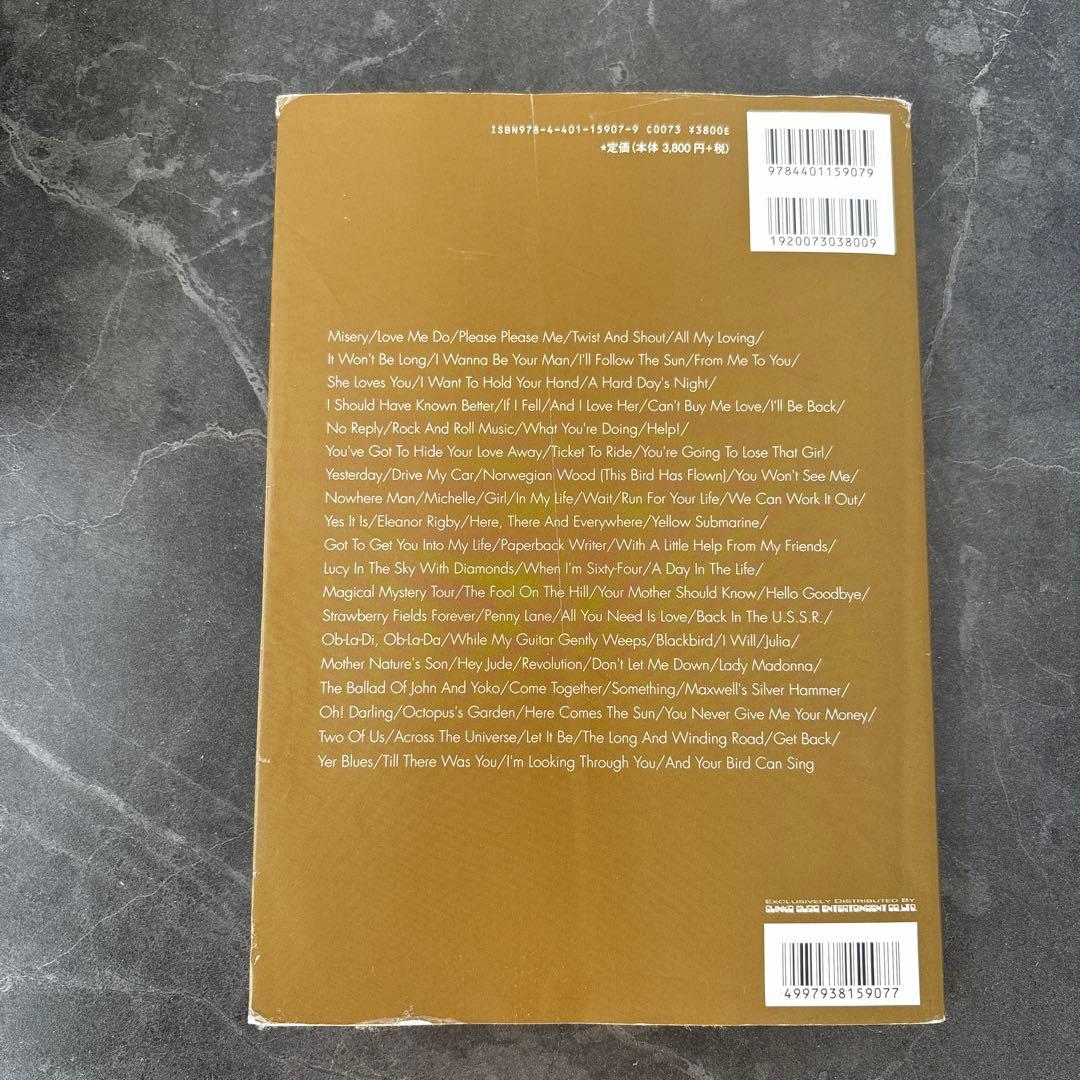 ISBN978-4-401-15907-9 C0073 ¥3800E
*定価(本体 3,800円+税)
9784401159079
1920073038009
Misery/Love Me Do/Please Please Me/Twist And Shout/All My Loving/
It Won't Be Long/I Wanna Be Your Man/I'll Follow The Sun/From Me To You/
She Loves You/I Want To Hold Your Hand/A Hard Day's Night/
I Should Have Known Better/If I Fell/And I Love Her/Can't Buy Me Love/I'll Be Back/
No Reply/Rock And Roll Music/What You're Doing/Help!/
You've Got To Hide Your Love Away/Ticket To Ride/You're Going To Lose That Girl/
Yesterday/Drive My Car/Norwegian Wood (This Bird Has Flown)/You Won't See Me/
Nowhere Man/Michelle/Girl/In My Life/Wait/Run For Your Life/We Can Work It Out/
Yes It Is/Eleanor Rigby/Here, There And Everywhere/Yellow Submarine/
Got To Get You Into My Life/Paperback Writer/With A Little Help From My Friends/
Lucy In The Sky With Diamonds/When I'm Sixty-Four/A Day In The Life/
Magical Mystery Tour/The Fool On The Hill/Your Mother Should Know/Hello Goodbye/
Strawberry Fields Forever/Penny Lane/All You Need Is Love/Back In The U.S.S.R./
Ob-La-Di, Ob-La-Da/While My Guitar Gently Weeps/Blackbird/I Will/Julia/
Mother Nature's Son/Hey Jude/Revolution/Don't Let Me Down/Lady Madonna/
The Ballad Of John And Yoko/Come Together/Something/Maxwell's Silver Hammer/
Oh! Darling/Octopus's Garden/Here Comes The Sun/You Never Give Me Your Money/
Two Of Us/Across The Universe/Let It Be/The Long And Winding Road/Get Back/
Yer Blues/Till There Was You/I'm Looking Through You/And Your Bird Can Sing
EXCLUSIVELY DISTRIBUTED BY
SHINKO MUSIC ENTERTAINMENT CO.LTD.
4997938159077